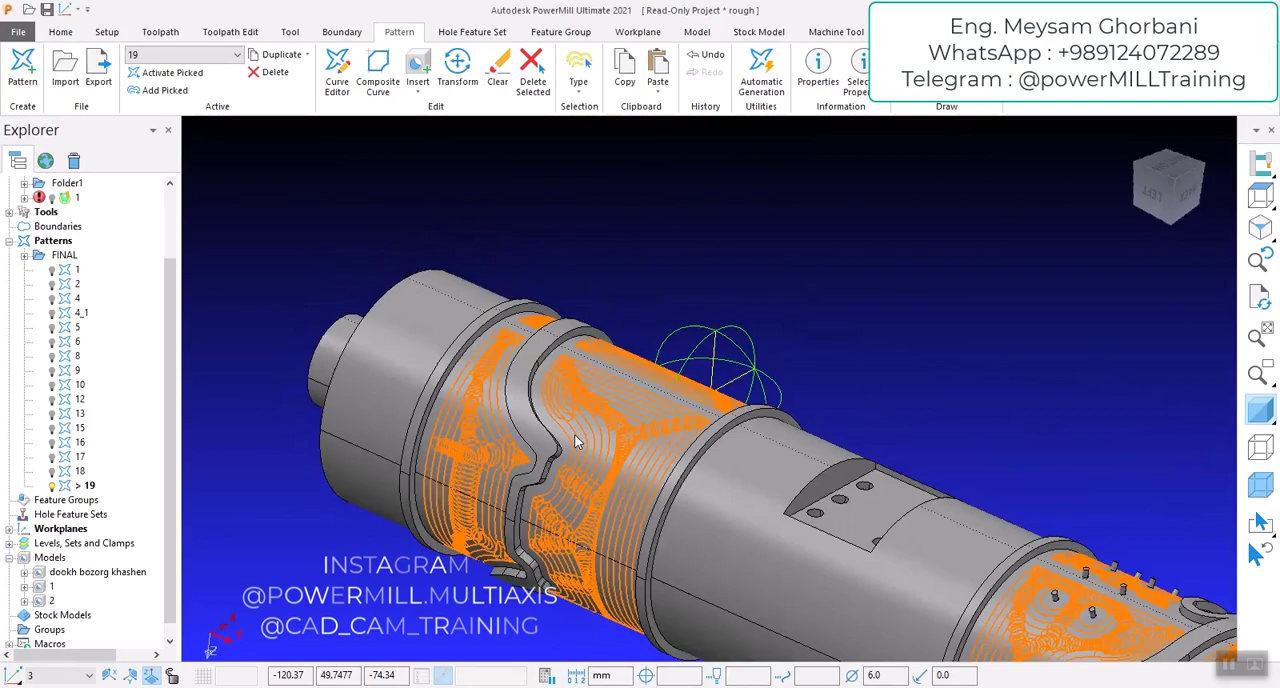 Autodesk PowerMill Ultimate 2021 [ Read-Only Project * rough ]
Eng. Meysam Ghorbani
WhatsApp : +989124072289
Telegram : @powerMILLTraining
File Home Setup Toolpath Toolpath Edit Tool Boundary Pattern Hole Feature Set Feature Group Workplane Model Stock Model Machine Tool
Pattern Import Export 19 Duplicate Curve Editor Composite Curve Insert Transform Clear Delete Selected Type Copy Paste Undo Automatic Generation Properties
Activate Picked Delete Redo
Add Picked
Create File Active Edit Selection Clipboard History Utilities Information Draw
Explorer
Folder1
1
Tools
Boundaries
Patterns
FINAL
1
2
4
4_1
5
6
8
9
10
12
13
15
16
17
18
> 19
Feature Groups
Hole Feature Sets
Workplanes
Levels, Sets and Clamps
Models
dookh bozorg khashen
1
2
Stock Models
Groups
Macros
LEFT
BACK
INSTAGRAM
@POWERMILL.MULTIAXIS
@CAD_CAM_TRAINING
3 -120.37 49.7477 -74.34 mm 6.0 0.0